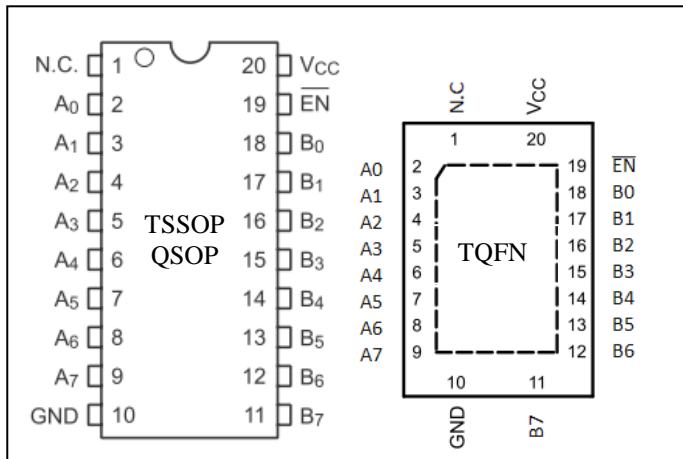 N.C. 1 20 VCC
A0 2 19 EN
A1 3 18 B0
A2 4 17 B1
A3 5 16 B2
A4 6 15 B3
A5 7 14 B4
A6 8 13 B5
A7 9 12 B6
GND 10 11 B7
TSSOP
QSOP
N.C VCC
1 20
A0 2 19 EN
A1 3 18 B0
A2 4 17 B1
A3 5 16 B2
A4 6 15 B3
A5 7 14 B4
A6 8 13 B5
A7 9 12 B6
TQFN
10 11
GND B7